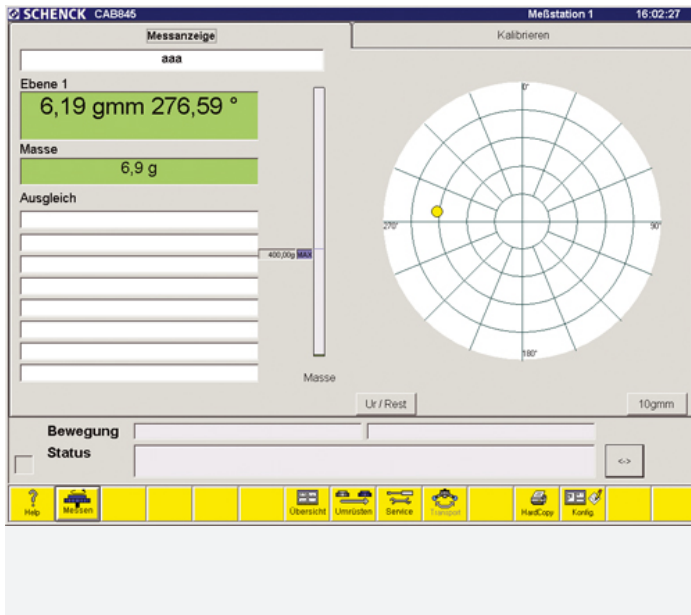 SCHENCK CAB845 Meßstation 1 16:02:27
Messanzeige
Kalibrieren
aaa
Ebene 1
6,19 gmm 276,59 °
Masse
6,9 g
Ausgleich
400,00g MAX
Masse
0°
90°
180°
270°
Ur / Rest
10gmm
Bewegung
Status
<->
Help
Messen
Übersicht
Umrüsten
Service
Transport
HardCopy
Konfig.